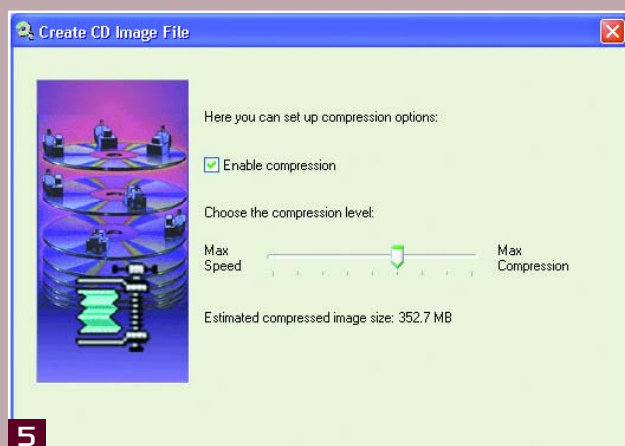 Create CD Image File
Here you can set up compression options:
Enable compression
Choose the compression level:
Max
Speed
Max
Compression
Estimated compressed image size: 352.7 MB
5